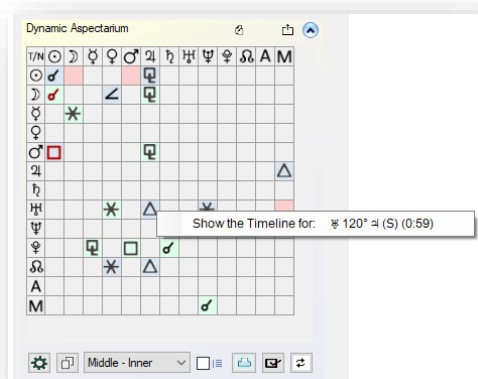 Dynamic Aspectarium
T/N ☉ ☽ ☿ ♀ ♂ ♃ ♄ ♅ ♆ ♇ ☊ A M
☉ ☌ ⚼
☽ ☌ ∠ ⚼
☿ ⚹
♀
♂ □ ⚼
♃ △
♄
♅ ⚹ △ ⚹
Show the Timeline for: ♅ 120° ♃ (S) (0:59)
♆
♇ ⚼ □ ☌
☊ ⚹ △
A
M ☌
Middle - Inner